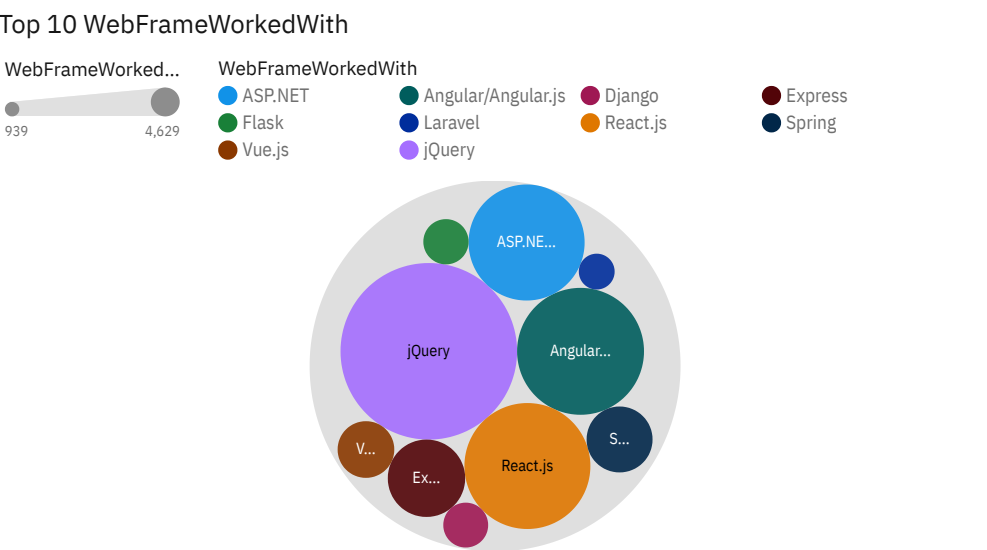 Top 10 WebFrameWorkedWith
WebFrameWorked...
939
4,629
WebFrameWorkedWith
ASP.NET
Angular/Angular.js
Django
Express
Flask
Laravel
React.js
Spring
Vue.js
jQuery
ASP.NE...
jQuery
Angular...
S...
V...
Ex...
React.js